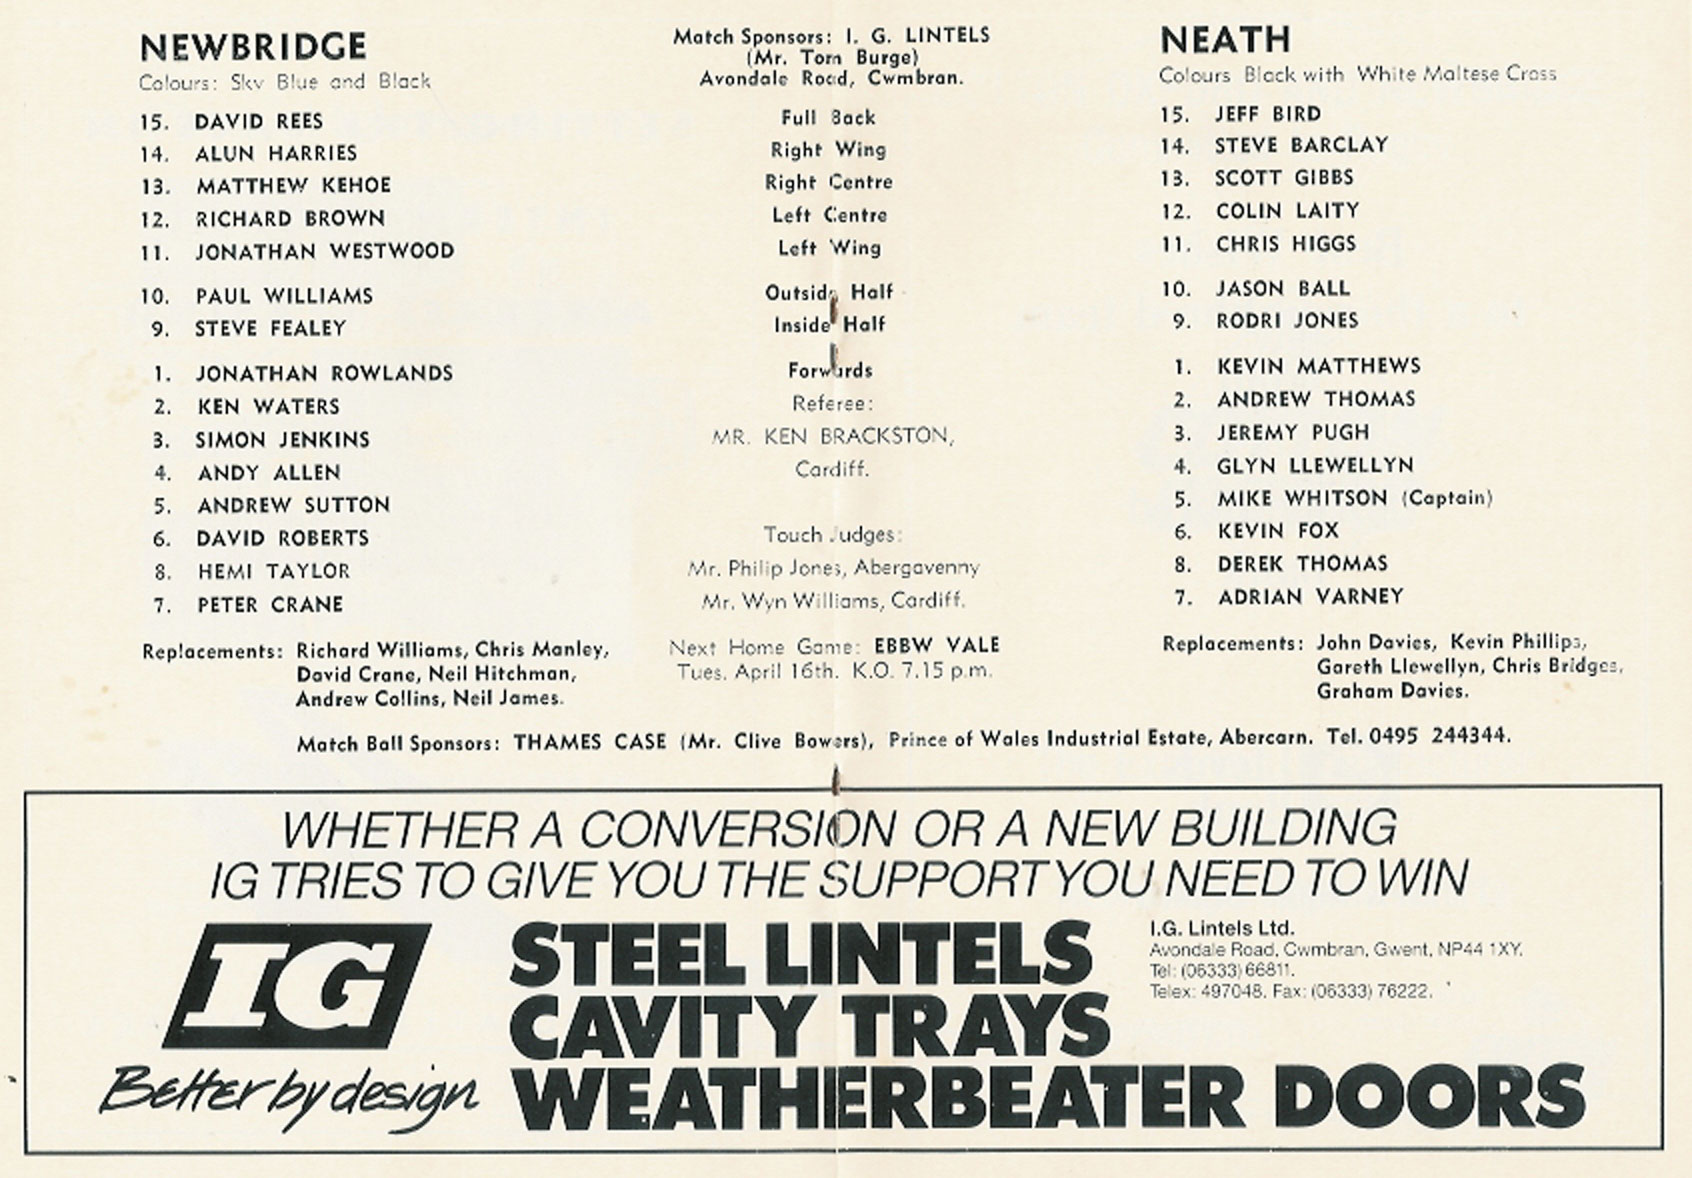 NEWBRIDGE
Colours: Sky Blue and Black
15. DAVID REES
14. ALUN HARRIES
13. MATTHEW KEHOE
12. RICHARD BROWN
11. JONATHAN WESTWOOD
10. PAUL WILLIAMS
9. STEVE FEALEY
1. JONATHAN ROWLANDS
2. KEN WATERS
3. SIMON JENKINS
4. ANDY ALLEN
5. ANDREW SUTTON
6. DAVID ROBERTS
8. HEMI TAYLOR
7. PETER CRANE
Replacements: Richard Williams, Chris Manley,
David Crane, Neil Hitchman,
Andrew Collins, Neil James.
Match Sponsors: I. G. LINTELS
(Mr. Tom Burge)
Avondale Road, Cwmbran.
Full Back
Right Wing
Right Centre
Left Centre
Left Wing
Outside Half
Inside Half
Forwards
Referee:
MR. KEN BRACKSTON,
Cardiff.
Touch Judges:
Mr. Philip Jones, Abergavenny
Mr. Wyn Williams, Cardiff.
Next Home Game: EBBW VALE
Tues. April 16th. K.O. 7.15 p.m.
NEATH
Colours Black with White Maltese Cross
15. JEFF BIRD
14. STEVE BARCLAY
13. SCOTT GIBBS
12. COLIN LAITY
11. CHRIS HIGGS
10. JASON BALL
9. RODRI JONES
1. KEVIN MATTHEWS
2. ANDREW THOMAS
3. JEREMY PUGH
4. GLYN LLEWELLYN
5. MIKE WHITSON (Captain)
6. KEVIN FOX
8. DEREK THOMAS
7. ADRIAN VARNEY
Replacements: John Davies, Kevin Phillips,
Gareth Llewellyn, Chris Bridges,
Graham Davies.
Match Ball Sponsors: THAMES CASE (Mr. Clive Bowers), Prince of Wales Industrial Estate, Abercarn. Tel. 0495 244344.
WHETHER A CONVERSION OR A NEW BUILDING
IG TRIES TO GIVE YOU THE SUPPORT YOU NEED TO WIN
IG
Better by design
STEEL LINTELS
CAVITY TRAYS
WEATHERBEATER DOORS
I.G. Lintels Ltd.
Avondale Road, Cwmbran, Gwent, NP44 1XY.
Tel: (06333) 66811.
Telex: 497048. Fax: (06333) 76222.